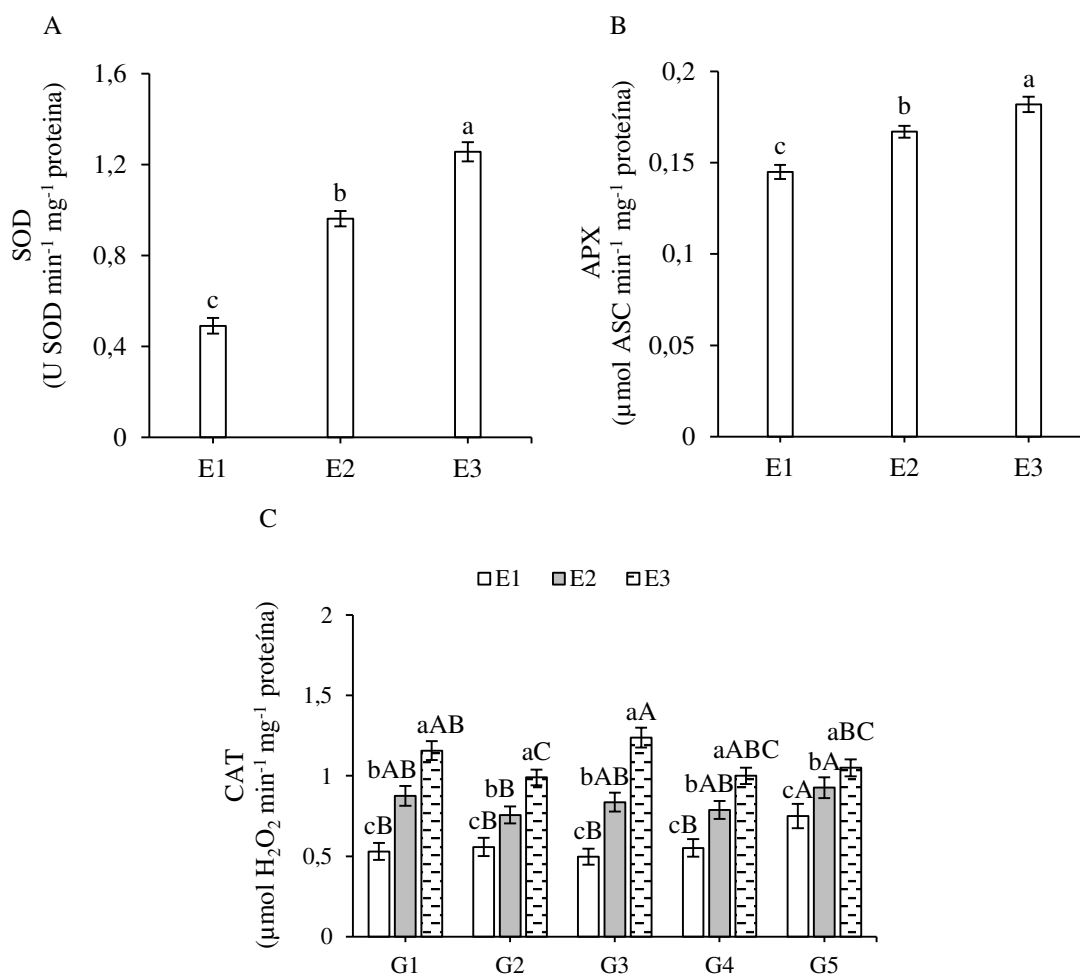 A
SOD
(U SOD min-1 mg-1 proteina)
1,6
1,2
0,8
0,4
0
c
b
a
E1 E2 E3
B
APX
(µmol ASC min-1 mg-1 proteína)
0,2
0,15
0,1
0,05
0
c
b
a
E1 E2 E3
C
E1 E2 E3
CAT
(µmol H2O2 min-1 mg-1 proteína)
2
1,5
1
0,5
0
cB bAB aAB
cB bB aC
cB bAB aA
cB bAB aABC
cA bA aBC
G1 G2 G3 G4 G5